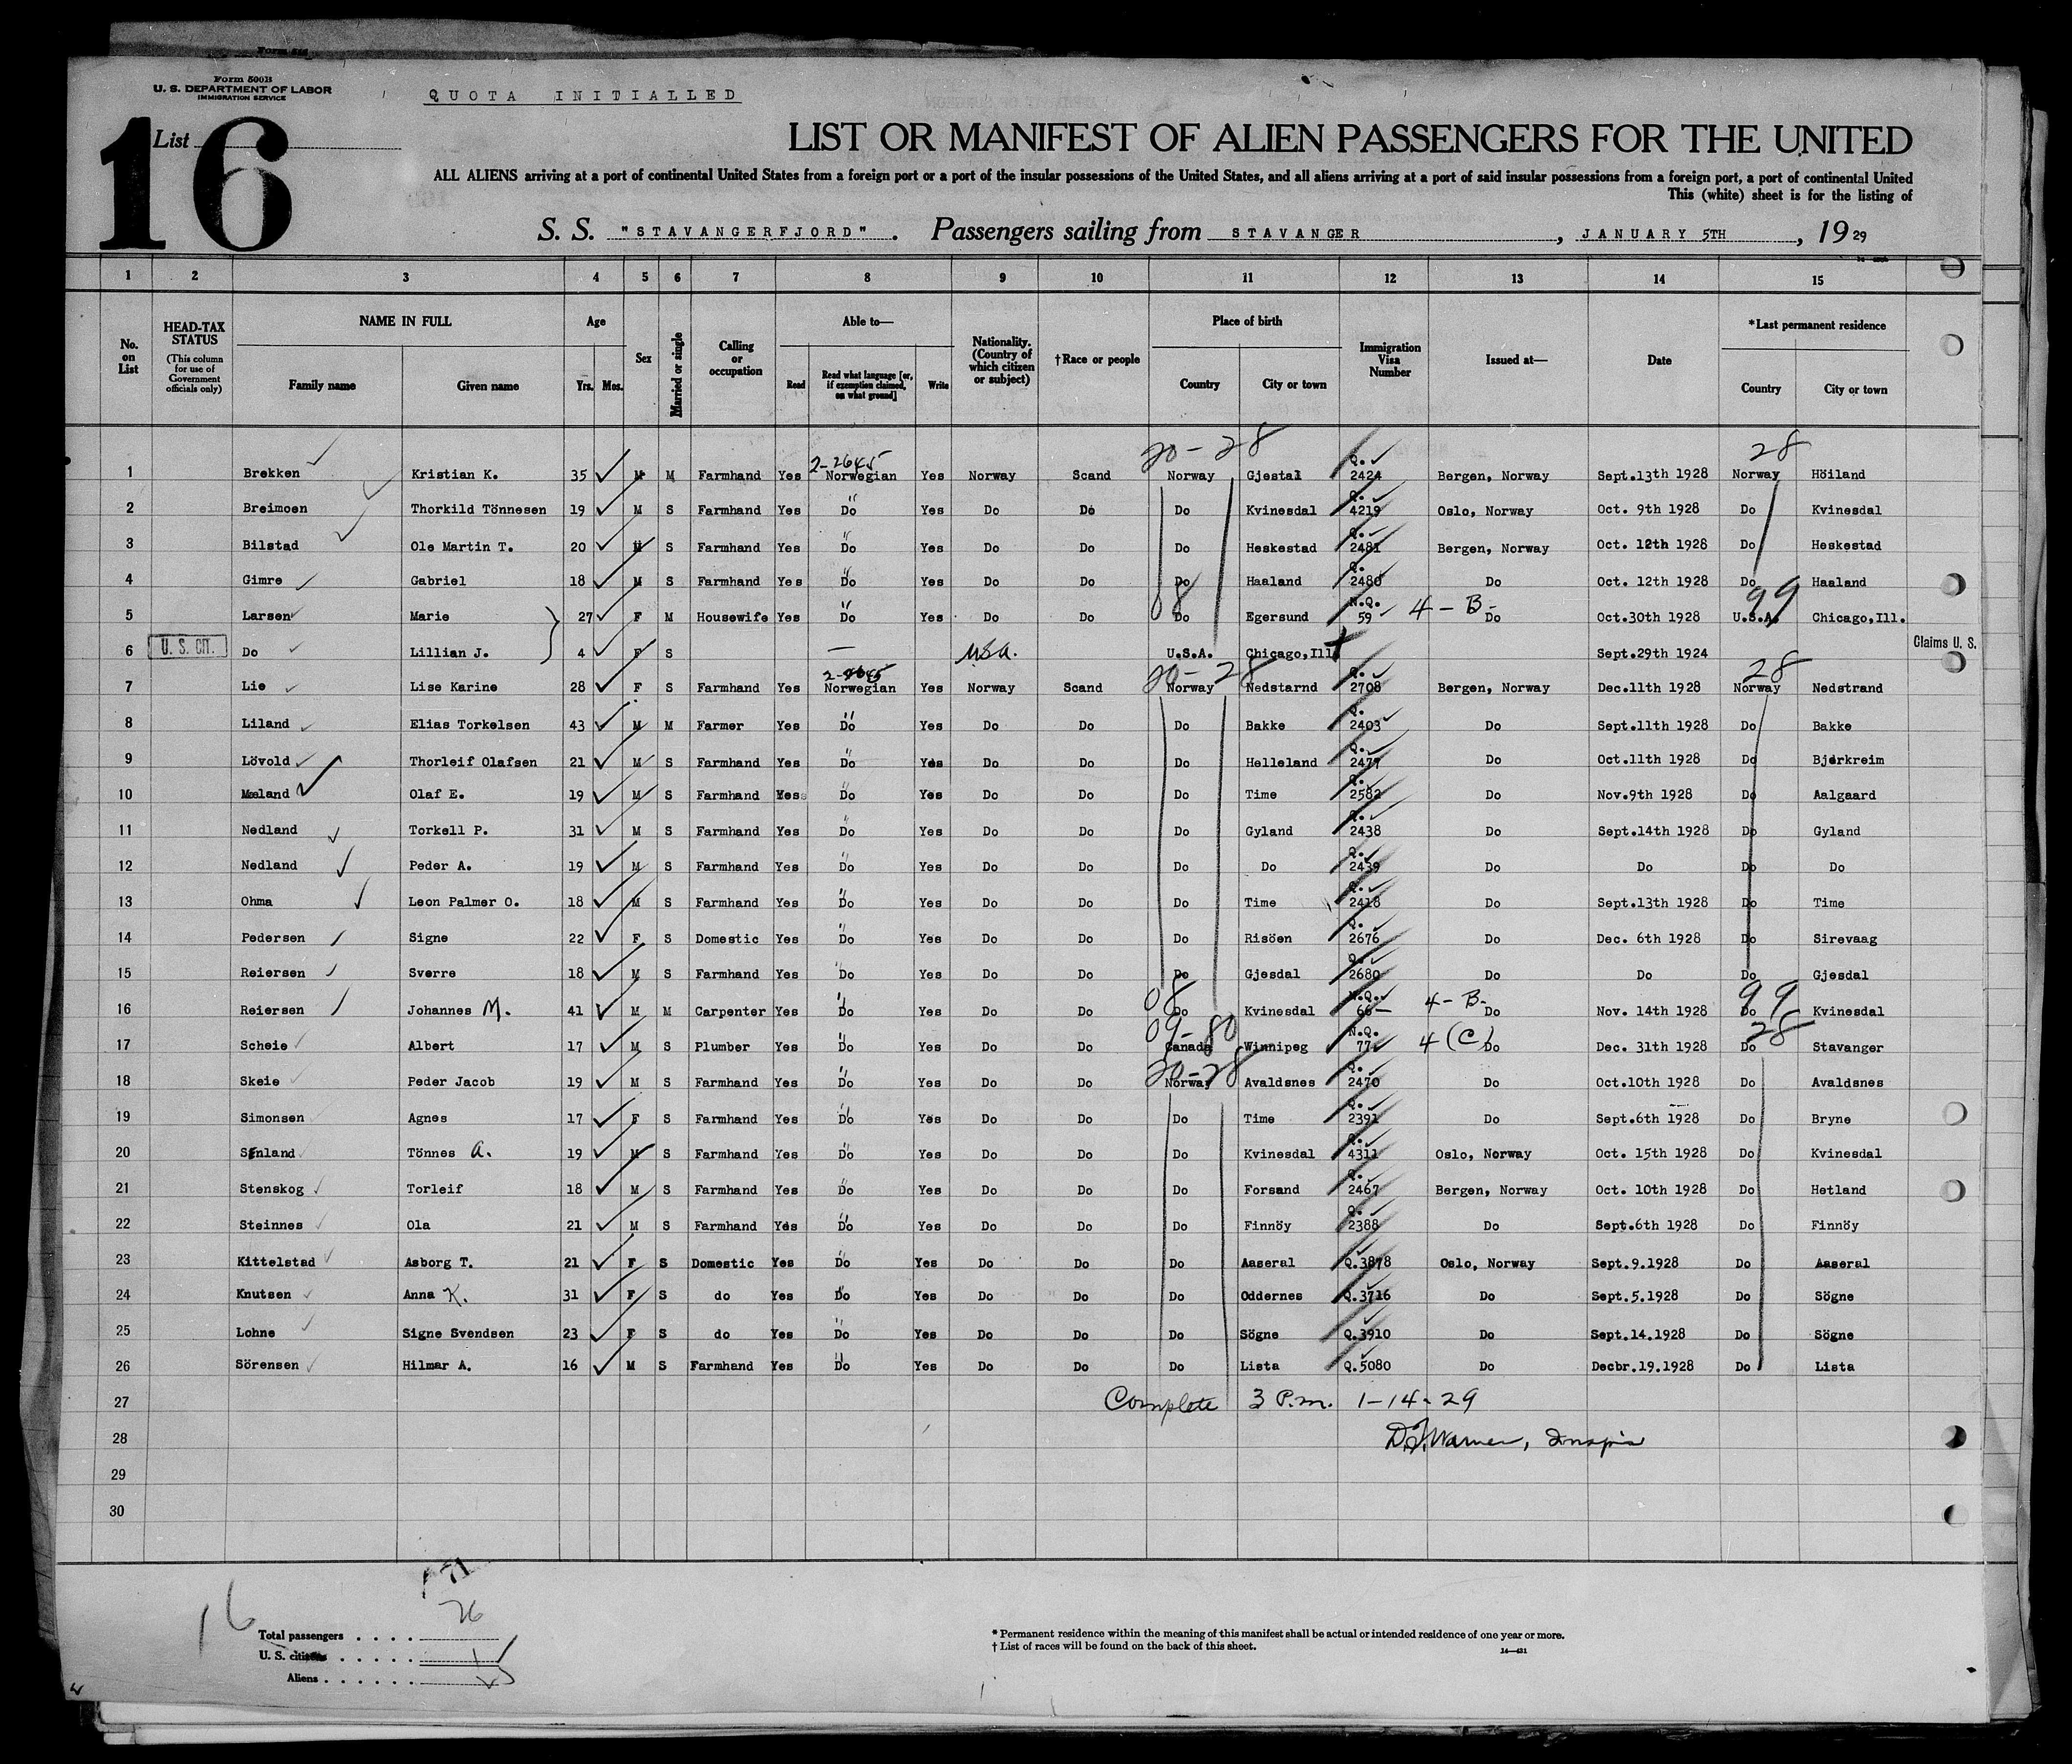 Form 500B
U. S. DEPARTMENT OF LABOR
IMMIGRATION SERVICE
QUOTA INITIALLED
List
16
LIST OR MANIFEST OF ALIEN PASSENGERS FOR THE UNITED
ALL ALIENS arriving at a port of continental United States from a foreign port or a port of the insular possessions of the United States, and all aliens arriving at a port of said insular possessions from a foreign port, a port of continental United
This (white) sheet is for the listing of
S. S. "STAVANGERFJORD". Passengers sailing from STAVANGER, JANUARY 5TH, 1929
1 2 3 4 5 6 7 8 9 10 11 12 13 14 15
No. on List HEAD-TAX STATUS (This column for use of Government officials only) NAME IN FULL Family name Given name Age Yrs. Mos. Sex Married or single Calling or occupation Able to— Read Read what language [or, if exemption claimed, on what ground] Write Nationality. (Country of which citizen or subject) †Race or people Place of birth Country City or town Immigration Visa Number Issued at— Date *Last permanent residence Country City or town
20-28 28
2-2645
1 Brekken Kristian K. 35 M M Farmhand Yes Norwegian Yes Norway Scand Norway Gjestal Q. 2424 Bergen, Norway Sept.13th 1928 Norway Höiland
2 Breimoen Thorkild Tönnesen 19 M S Farmhand Yes Do Yes Do Do Do Kvinesdal Q. 4219 Oslo, Norway Oct. 9th 1928 Do Kvinesdal
3 Bilstad Ole Martin T. 20 M S Farmhand Yes Do Yes Do Do Do Heskestad Q. 2481 Bergen, Norway Oct. 12th 1928 Do Heskestad
4 Gimre Gabriel 18 M S Farmhand Yes Do Yes Do Do Do Haaland Q. 2480 Do Oct. 12th 1928 Do Haaland
08 99
5 Larsen Marie 27 F M Housewife Yes Do Yes Do Do Do Egersund N.Q. 59 4-B- Do Oct.30th 1928 U.S.A. Chicago,Ill.
6 U. S. CIT. Do Lillian J. 4 F S — USA. U.S.A. Chicago,Ill Sept.29th 1924 Claims U. S.
2-2645 20-28 28
7 Lie Lise Karine 28 F S Farmhand Yes Norwegian Yes Norway Scand Norway Nedstarnd Q. 2708 Bergen, Norway Dec.11th 1928 Norway Nedstrand
8 Liland Elias Torkelsen 43 M M Farmer Yes Do Yes Do Do Do Bakke Q. 2403 Do Sept.11th 1928 Do Bakke
9 Lövold Thorleif Olafsen 21 M S Farmhand Yes Do Yes Do Do Do Helleland Q. 2477 Do Oct.11th 1928 Do Bjerkreim
10 Mæland Olaf E. 19 M S Farmhand Yes Do Yes Do Do Do Time Q. 2582 Do Nov.9th 1928 Do Aalgaard
11 Nedland Torkell P. 31 M S Farmhand Yes Do Yes Do Do Do Gyland Q. 2438 Do Sept.14th 1928 Do Gyland
12 Nedland Peder A. 19 M S Farmhand Yes Do Yes Do Do Do Do Q. 2439 Do Do Do Do
13 Ohma Leon Palmer O. 18 M S Farmhand Yes Do Yes Do Do Do Time Q. 2418 Do Sept.13th 1928 Do Time
14 Pedersen Signe 22 F S Domestic Yes Do Yes Do Do Do Risöen Q. 2676 Do Dec. 6th 1928 Do Sirevaag
15 Reiersen Sverre 18 M S Farmhand Yes Do Yes Do Do Do Gjesdal Q. 2680 Do Do Do Gjesdal
08 99
16 Reiersen Johannes M. 41 M M Carpenter Yes Do Yes Do Do Do Kvinesdal N.Q. 66 4-B- Do Nov. 14th 1928 Do Kvinesdal
09-80 28
17 Scheie Albert 17 M S Plumber Yes Do Yes Do Do Canada Winnipeg N.Q. 77 4(C) Do Dec. 31th 1928 Do Stavanger
20-28
18 Skeie Peder Jacob 19 M S Farmhand Yes Do Yes Do Do Norway Avaldsnes Q. 2470 Do Oct.10th 1928 Do Avaldsnes
19 Simonsen Agnes 17 F S Farmhand Yes Do Yes Do Do Do Time Q. 2391 Do Sept.6th 1928 Do Bryne
20 Sinland Tönnes A. 19 M S Farmhand Yes Do Yes Do Do Do Kvinesdal Q. 4311 Oslo, Norway Oct. 15th 1928 Do Kvinesdal
21 Stenskog Torleif 18 M S Farmhand Yes Do Yes Do Do Do Forsand Q. 2467 Bergen, Norway Oct. 10th 1928 Do Hetland
22 Steinnes Ola 21 M S Farmhand Yes Do Yes Do Do Do Finnöy Q. 2388 Do Sept.6th 1928 Do Finnöy
23 Kittelstad Asborg T. 21 F S Domestic Yes Do Yes Do Do Do Aaseral Q.3878 Oslo, Norway Sept.9.1928 Do Aaseral
24 Knutsen Anna K. 31 F S do Yes Do Yes Do Do Do Oddernes Q.3716 Do Sept.5.1928 Do Sögne
25 Lohne Signe Svendsen 23 F S do Yes Do Yes Do Do Do Sögne Q.3910 Do Sept.14.1928 Do Sögne
26 Sörensen Hilmar A. 16 M S Farmhand Yes Do Yes Do Do Do Lista Q.5080 Do Decbr.19.1928 Do Lista
27 Complete 3 P.m. 1-14-29
28 D.J. Warner,
29
30
16
26
Total passengers . . . .
U. S. citizens . . . . . 1
Aliens . . . . . .
* Permanent residence within the meaning of this manifest shall be actual or intended residence of one year or more.
† List of races will be found on the back of this sheet.
14—431